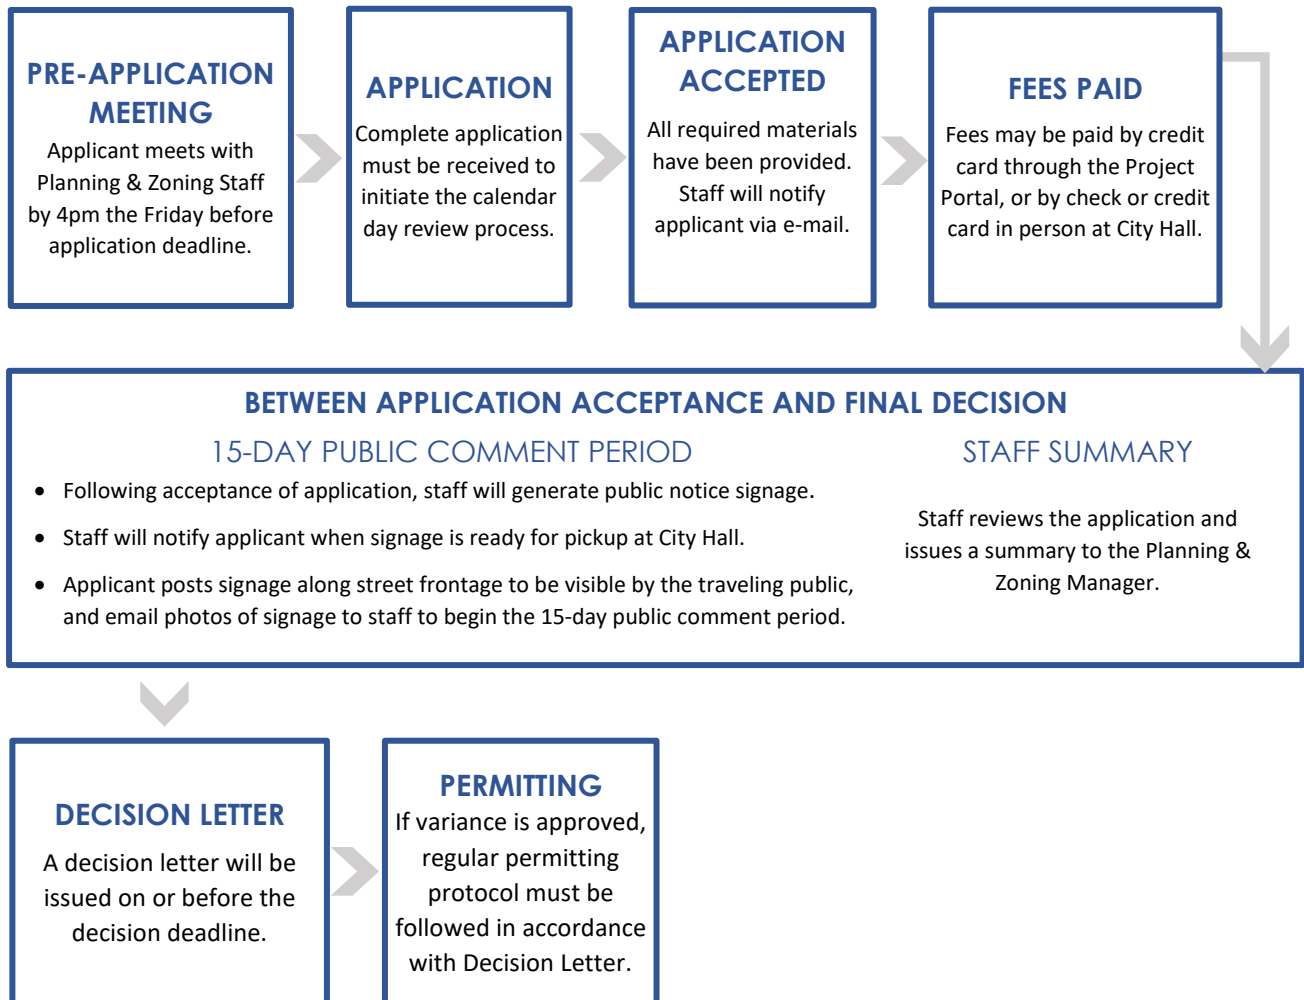 PRE-APPLICATION
MEETING
Applicant meets with
Planning & Zoning Staff
by 4pm the Friday before
application deadline.
APPLICATION
Complete application
must be received to
initiate the calendar
day review process.
APPLICATION
ACCEPTED
All required materials
have been provided.
Staff will notify
applicant via e-mail.
FEES PAID
Fees may be paid by credit
card through the Project
Portal, or by check or credit
card in person at City Hall.
BETWEEN APPLICATION ACCEPTANCE AND FINAL DECISION
15-DAY PUBLIC COMMENT PERIOD
• Following acceptance of application, staff will generate public notice signage.
• Staff will notify applicant when signage is ready for pickup at City Hall.
• Applicant posts signage along street frontage to be visible by the traveling public,
and email photos of signage to staff to begin the 15-day public comment period.
STAFF SUMMARY
Staff reviews the application and
issues a summary to the Planning &
Zoning Manager.
DECISION LETTER
A decision letter will be
issued on or before the
decision deadline.
PERMITTING
If variance is approved,
regular permitting
protocol must be
followed in accordance
with Decision Letter.